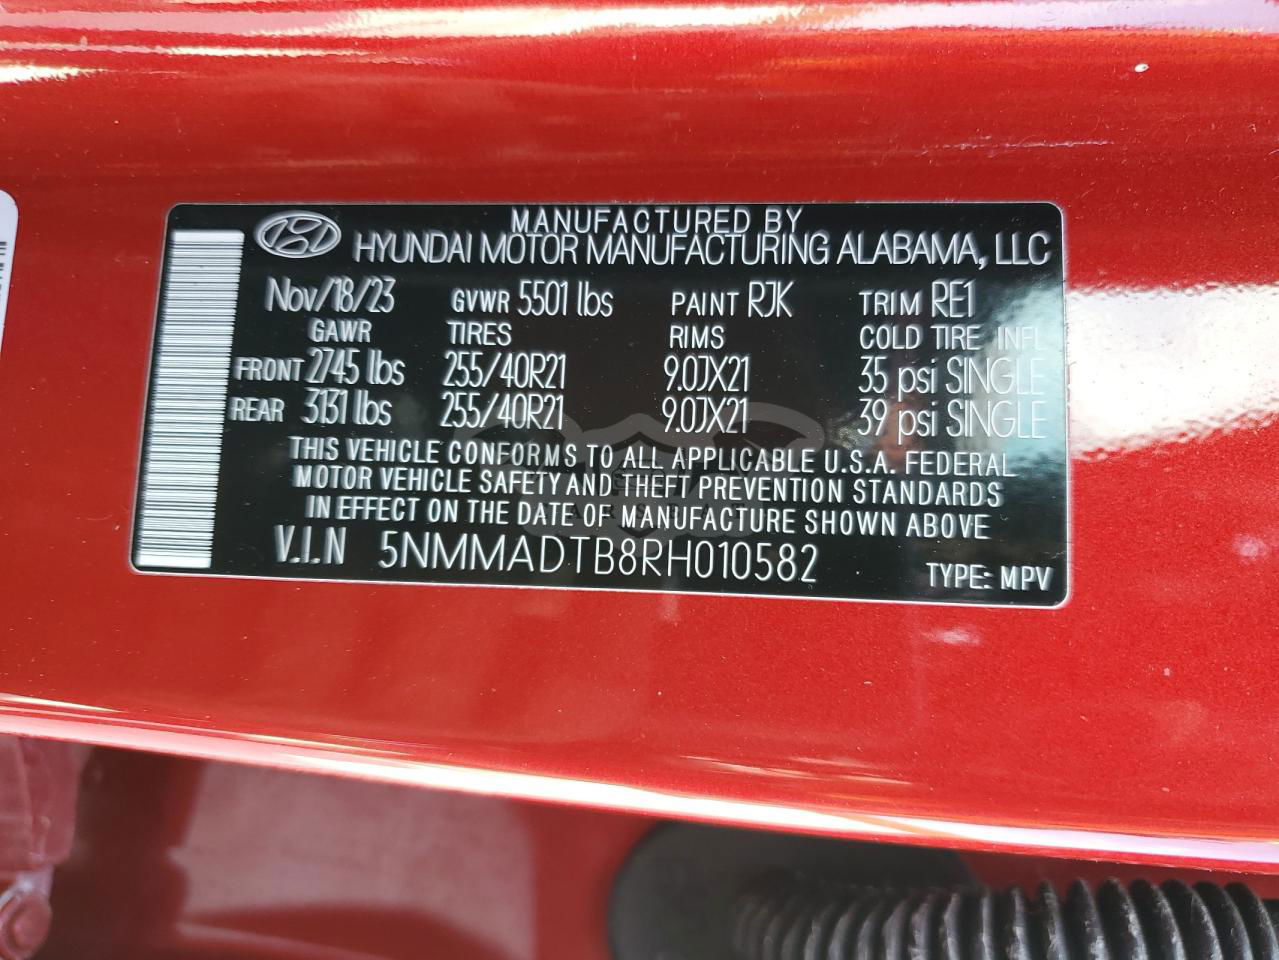 MANUFACTURED BY
HYUNDAI MOTOR MANUFACTURING ALABAMA, LLC
Nov/18/23 GVWR 5501 lbs PAINT RJK TRIM RE1
GAWR TIRES RIMS COLD TIRE INFL
FRONT 2745 lbs 255/40R21 9.0JX21 35 psi SINGLE
REAR 3131 lbs 255/40R21 9.0JX21 39 psi SINGLE
THIS VEHICLE CONFORMS TO ALL APPLICABLE U.S.A. FEDERAL
MOTOR VEHICLE SAFETY AND THEFT PREVENTION STANDARDS
IN EFFECT ON THE DATE OF MANUFACTURE SHOWN ABOVE
V.I.N 5NMMADTB8RH010582 TYPE: MPV